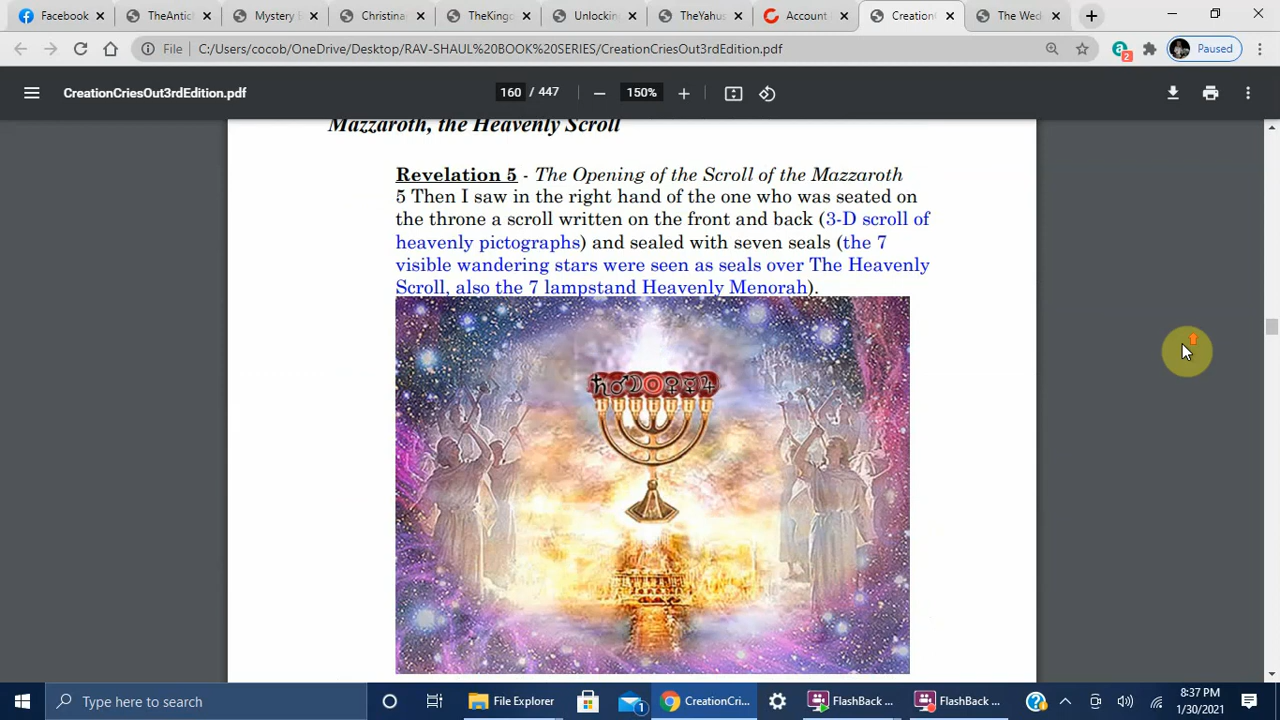 Facebook
TheAntich
Mystery
Christina
TheKing
Unlockin
TheYahus
Account
Creation
The Wed
File
C:/Users/cocob/OneDrive/Desktop/RAV-SHAUL%20BOOK%20SERIES/CreationCriesOut3rdEdition.pdf
2
Paused
CreationCriesOut3rdEdition.pdf
160 / 447
150%
Mazzaroth, the Heavenly Scroll
Revelation 5 - The Opening of the Scroll of the Mazzaroth
5 Then I saw in the right hand of the one who was seated on
the throne a scroll written on the front and back (3-D scroll of
heavenly pictographs) and sealed with seven seals (the 7
visible wandering stars were seen as seals over The Heavenly
Scroll, also the 7 lampstand Heavenly Menorah).
♄♂☽☉♀☿♃
Type here to search
File Explorer
1
CreationCri...
FlashBack ...
FlashBack ...
8:37 PM
1/30/2021